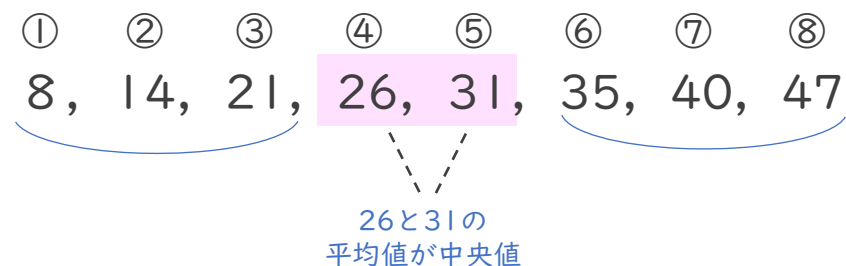 ① ② ③ ④ ⑤ ⑥ ⑦ ⑧
8, 14, 21, 26, 31, 35, 40, 47
26と31の
平均値が中央値